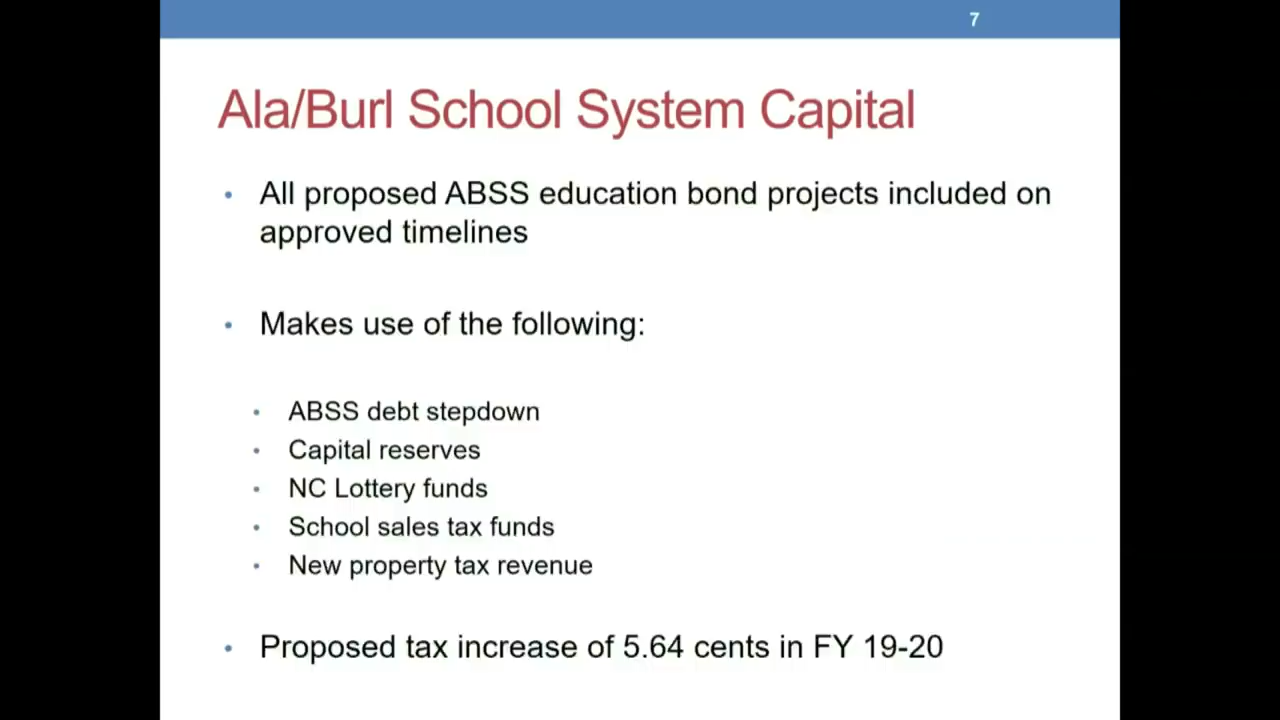 7
Ala/Burl School System Capital
• All proposed ABSS education bond projects included on
approved timelines
• Makes use of the following:
• ABSS debt stepdown
• Capital reserves
• NC Lottery funds
• School sales tax funds
• New property tax revenue
• Proposed tax increase of 5.64 cents in FY 19-20